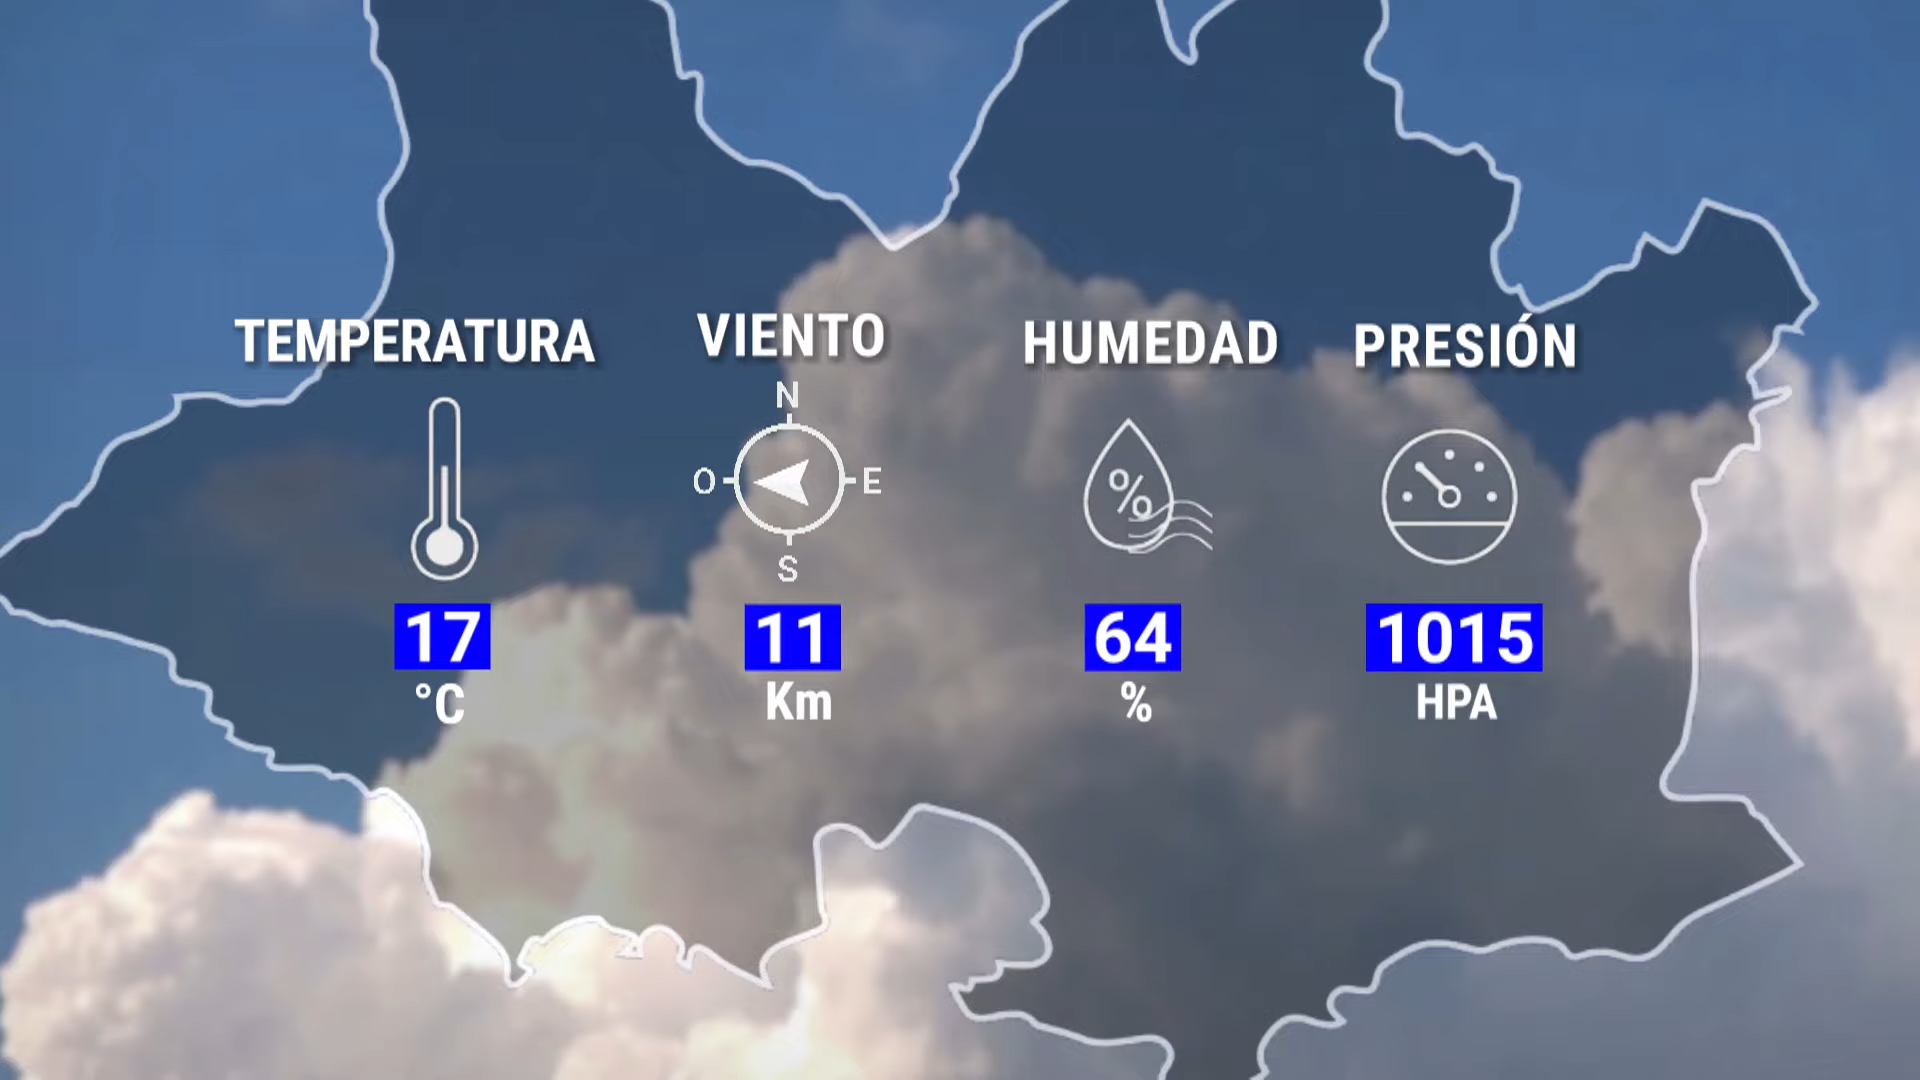 TEMPERATURA
N
O E
S
17
°C
VIENTO
11
Km
HUMEDAD
%
64
%
PRESIÓN
1015
HPA